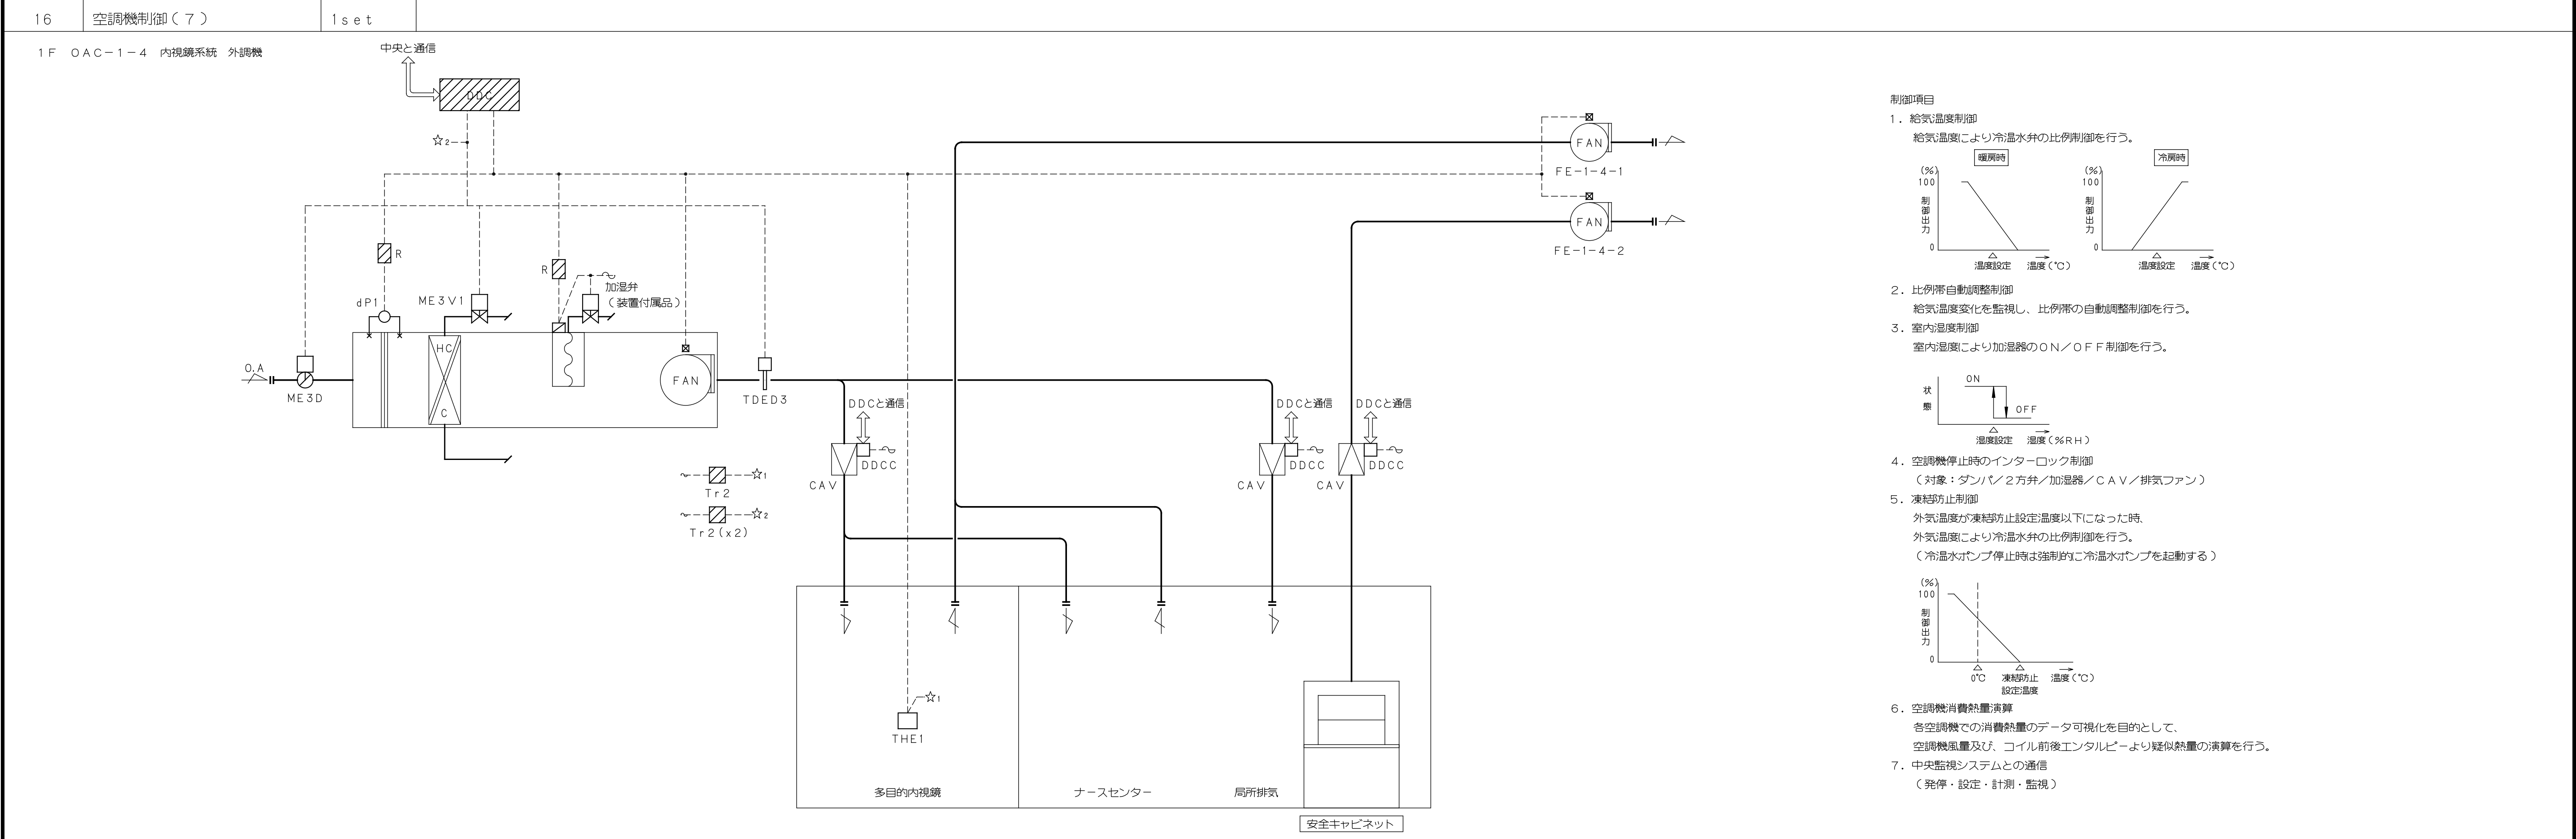 16 空調機制御(7) 1set
1F OAC-1-4 内視鏡系統 外調機
中央と通信
DDC
☆2
R
R
dP1
ME3V1
加湿弁
(装置付属品)
O.A
ME3D
HC
C
FAN
TDED3
FAN
FE-1-4-1
FAN
FE-1-4-2
DDCと通信
DDCC
CAV
DDCと通信
DDCC
CAV
DDCと通信
DDCC
CAV
☆1
Tr2
☆2
Tr2(x2)
☆1
THE1
多目的内視鏡
ナースセンター
局所排気
安全キャビネット
制御項目
1.給気温度制御
給気温度により冷温水弁の比例制御を行う。
暖房時
(%)
100
制御出力
0
温度設定 温度(℃)
冷房時
(%)
100
制御出力
0
温度設定 温度(℃)
2.比例帯自動調整制御
給気温度変化を監視し、比例帯の自動調整制御を行う。
3.室内湿度制御
室内湿度により加湿器のON/OFF制御を行う。
状態
ON
OFF
湿度設定 湿度(%RH)
4.空調機停止時のインターロック制御
(対象:ダンパ/2方弁/加湿器/CAV/排気ファン)
5.凍結防止制御
外気温度が凍結防止設定温度以下になった時、
外気温度により冷温水弁の比例制御を行う。
(冷温水ポンプ停止時は強制的に冷温水ポンプを起動する)
(%)
100
制御出力
0
0℃ 凍結防止 温度(℃)
設定温度
6.空調機消費熱量演算
各空調機での消費熱量のデータ可視化を目的として、
空調機風量及び、コイル前後エンタルピーより疑似熱量の演算を行う。
7.中央監視システムとの通信
(発停・設定・計測・監視)